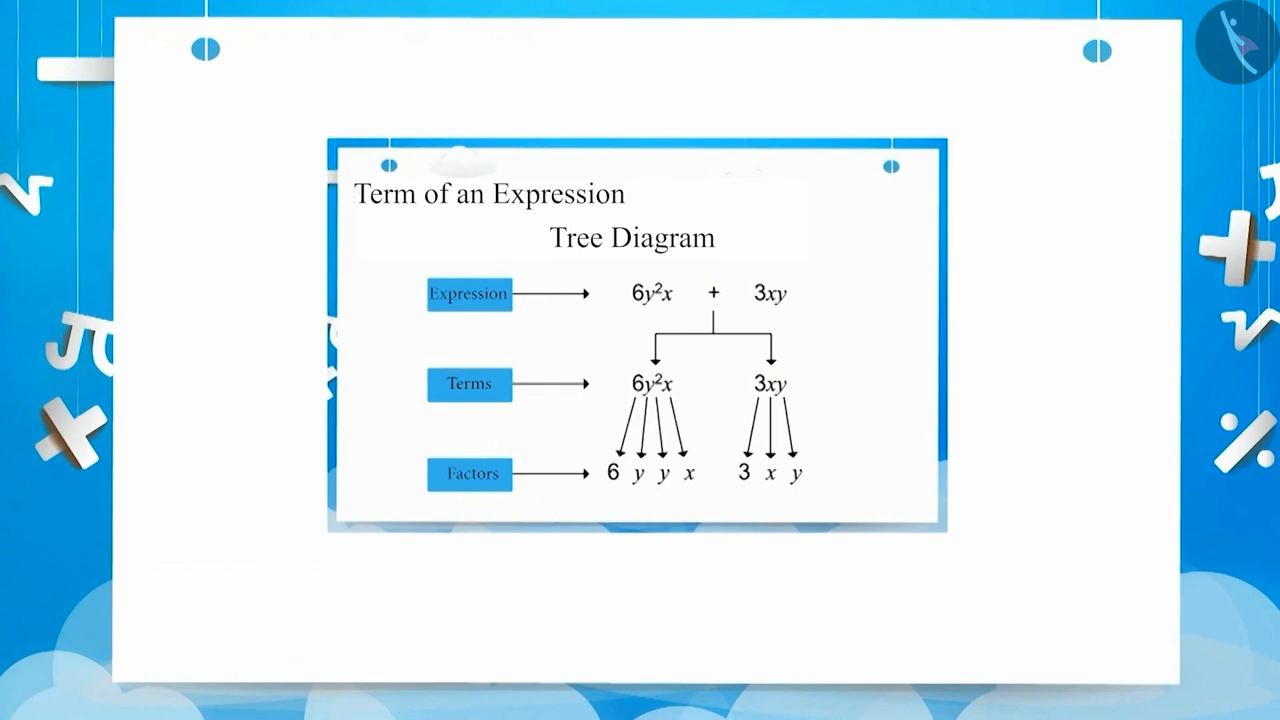 Term of an Expression
Tree Diagram
Expression 6y²x + 3xy
Terms 6y²x 3xy
Factors 6 y y x 3 x y